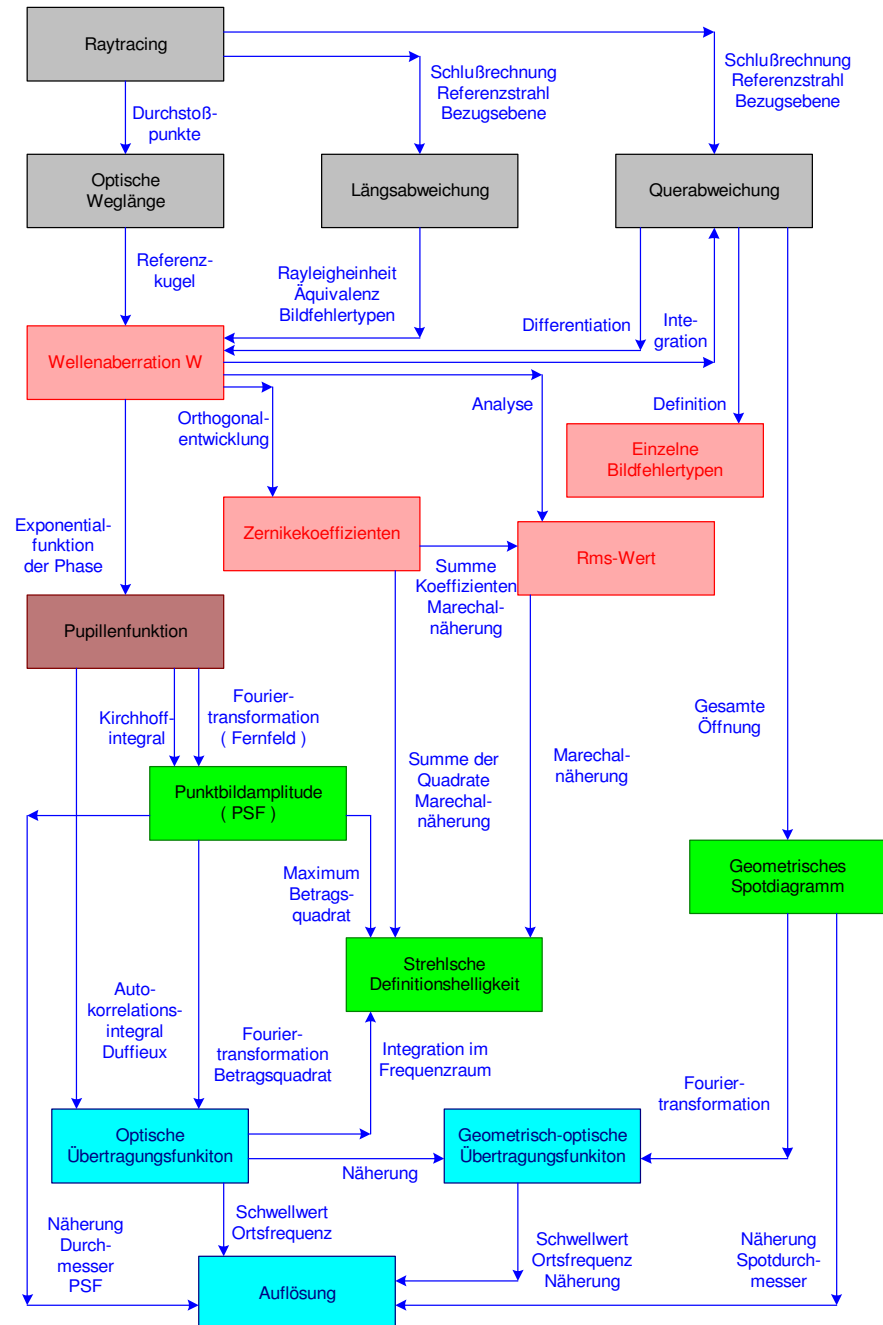 Raytracing
Schlußrechnung
Referenzstrahl
Bezugsebene
Schlußrechnung
Referenzstrahl
Bezugsebene
Durchstoß-
punkte
Optische
Weglänge
Längsabweichung
Querabweichung
Referenz-
kugel
Rayleigheinheit
Äquivalenz
Bildfehlertypen
Differentiation
Inte-
gration
Wellenaberration W
Orthogonal-
entwicklung
Analyse
Definition
Einzelne
Bildfehlertypen
Exponential-
funktion
der Phase
Zernikekoeffizienten
Summe
Koeffizienten
Marechal-
näherung
Rms-Wert
Pupillenfunktion
Kirchhoff-
integral
Fourier-
transformation
( Fernfeld )
Gesamte
Öffnung
Summe der
Quadrate
Marechal-
näherung
Marechal-
näherung
Punktbildamplitude
( PSF )
Maximum
Betrags-
quadrat
Geometrisches
Spotdiagramm
Strehlsche
Definitionshelligkeit
Auto-
korrelations-
integral
Duffieux
Fourier-
transformation
Betragsquadrat
Integration im
Frequenzraum
Fourier-
transformation
Optische
Übertragungsfunkiton
Geometrisch-optische
Übertragungsfunkiton
Näherung
Schwellwert
Ortsfrequenz
Näherung
Durch-
messer
PSF
Schwellwert
Ortsfrequenz
Näherung
Näherung
Spotdurch-
messer
Auflösung